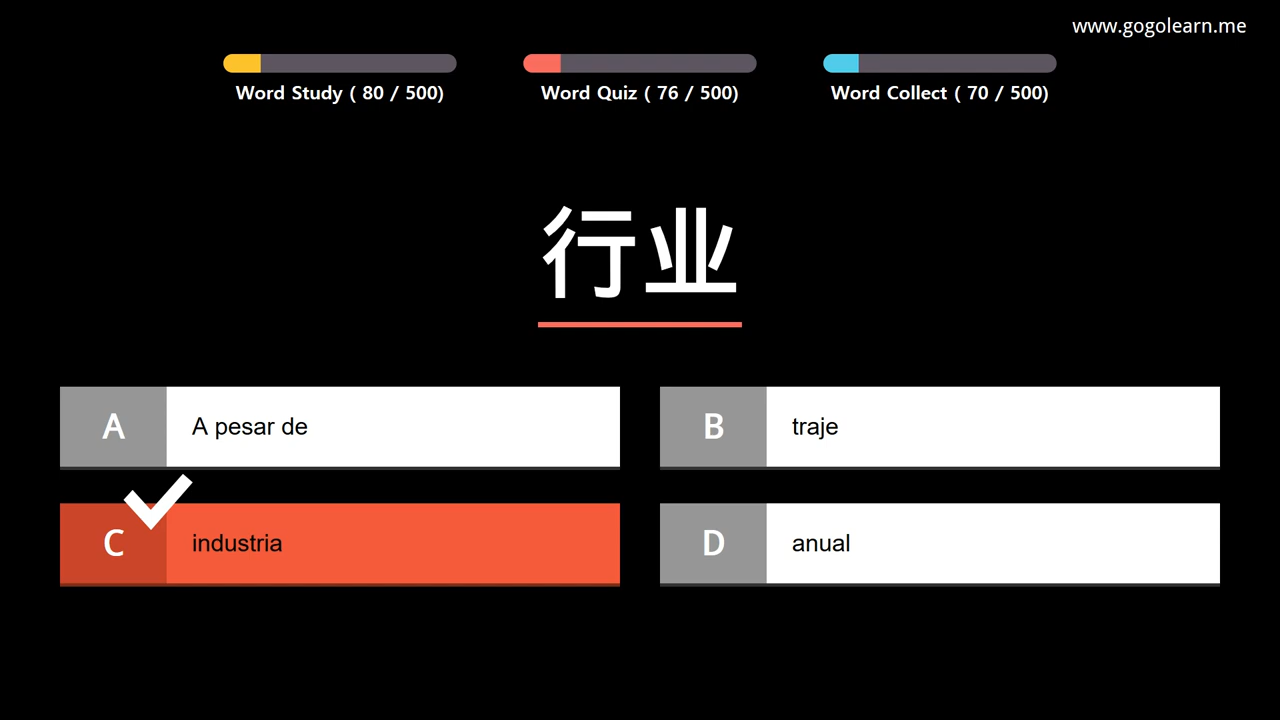 www.gogolearn.me
Word Study ( 80 / 500)
Word Quiz ( 76 / 500)
Word Collect ( 70 / 500)
行业
A
A pesar de
B
traje
C
industria
D
anual